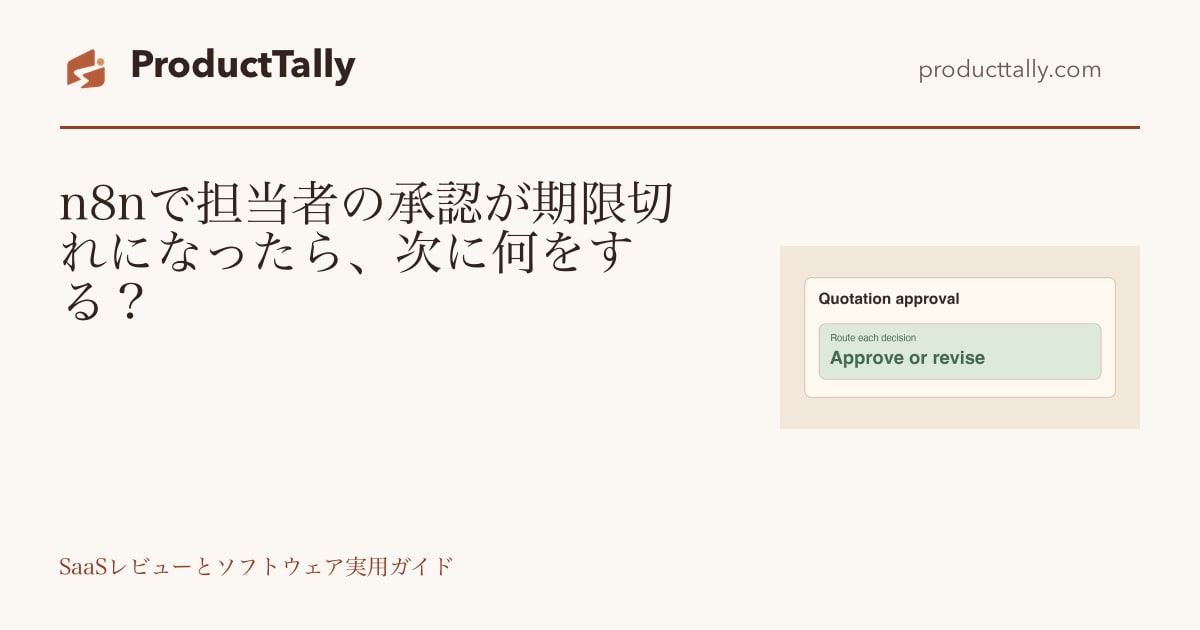 ProductTally
producttally.com
n8nで担当者の承認が期限切
れになったら、次に何をす
る？
Quotation approval
Route each decision
Approve or revise
SaaSレビューとソフトウェア実用ガイド